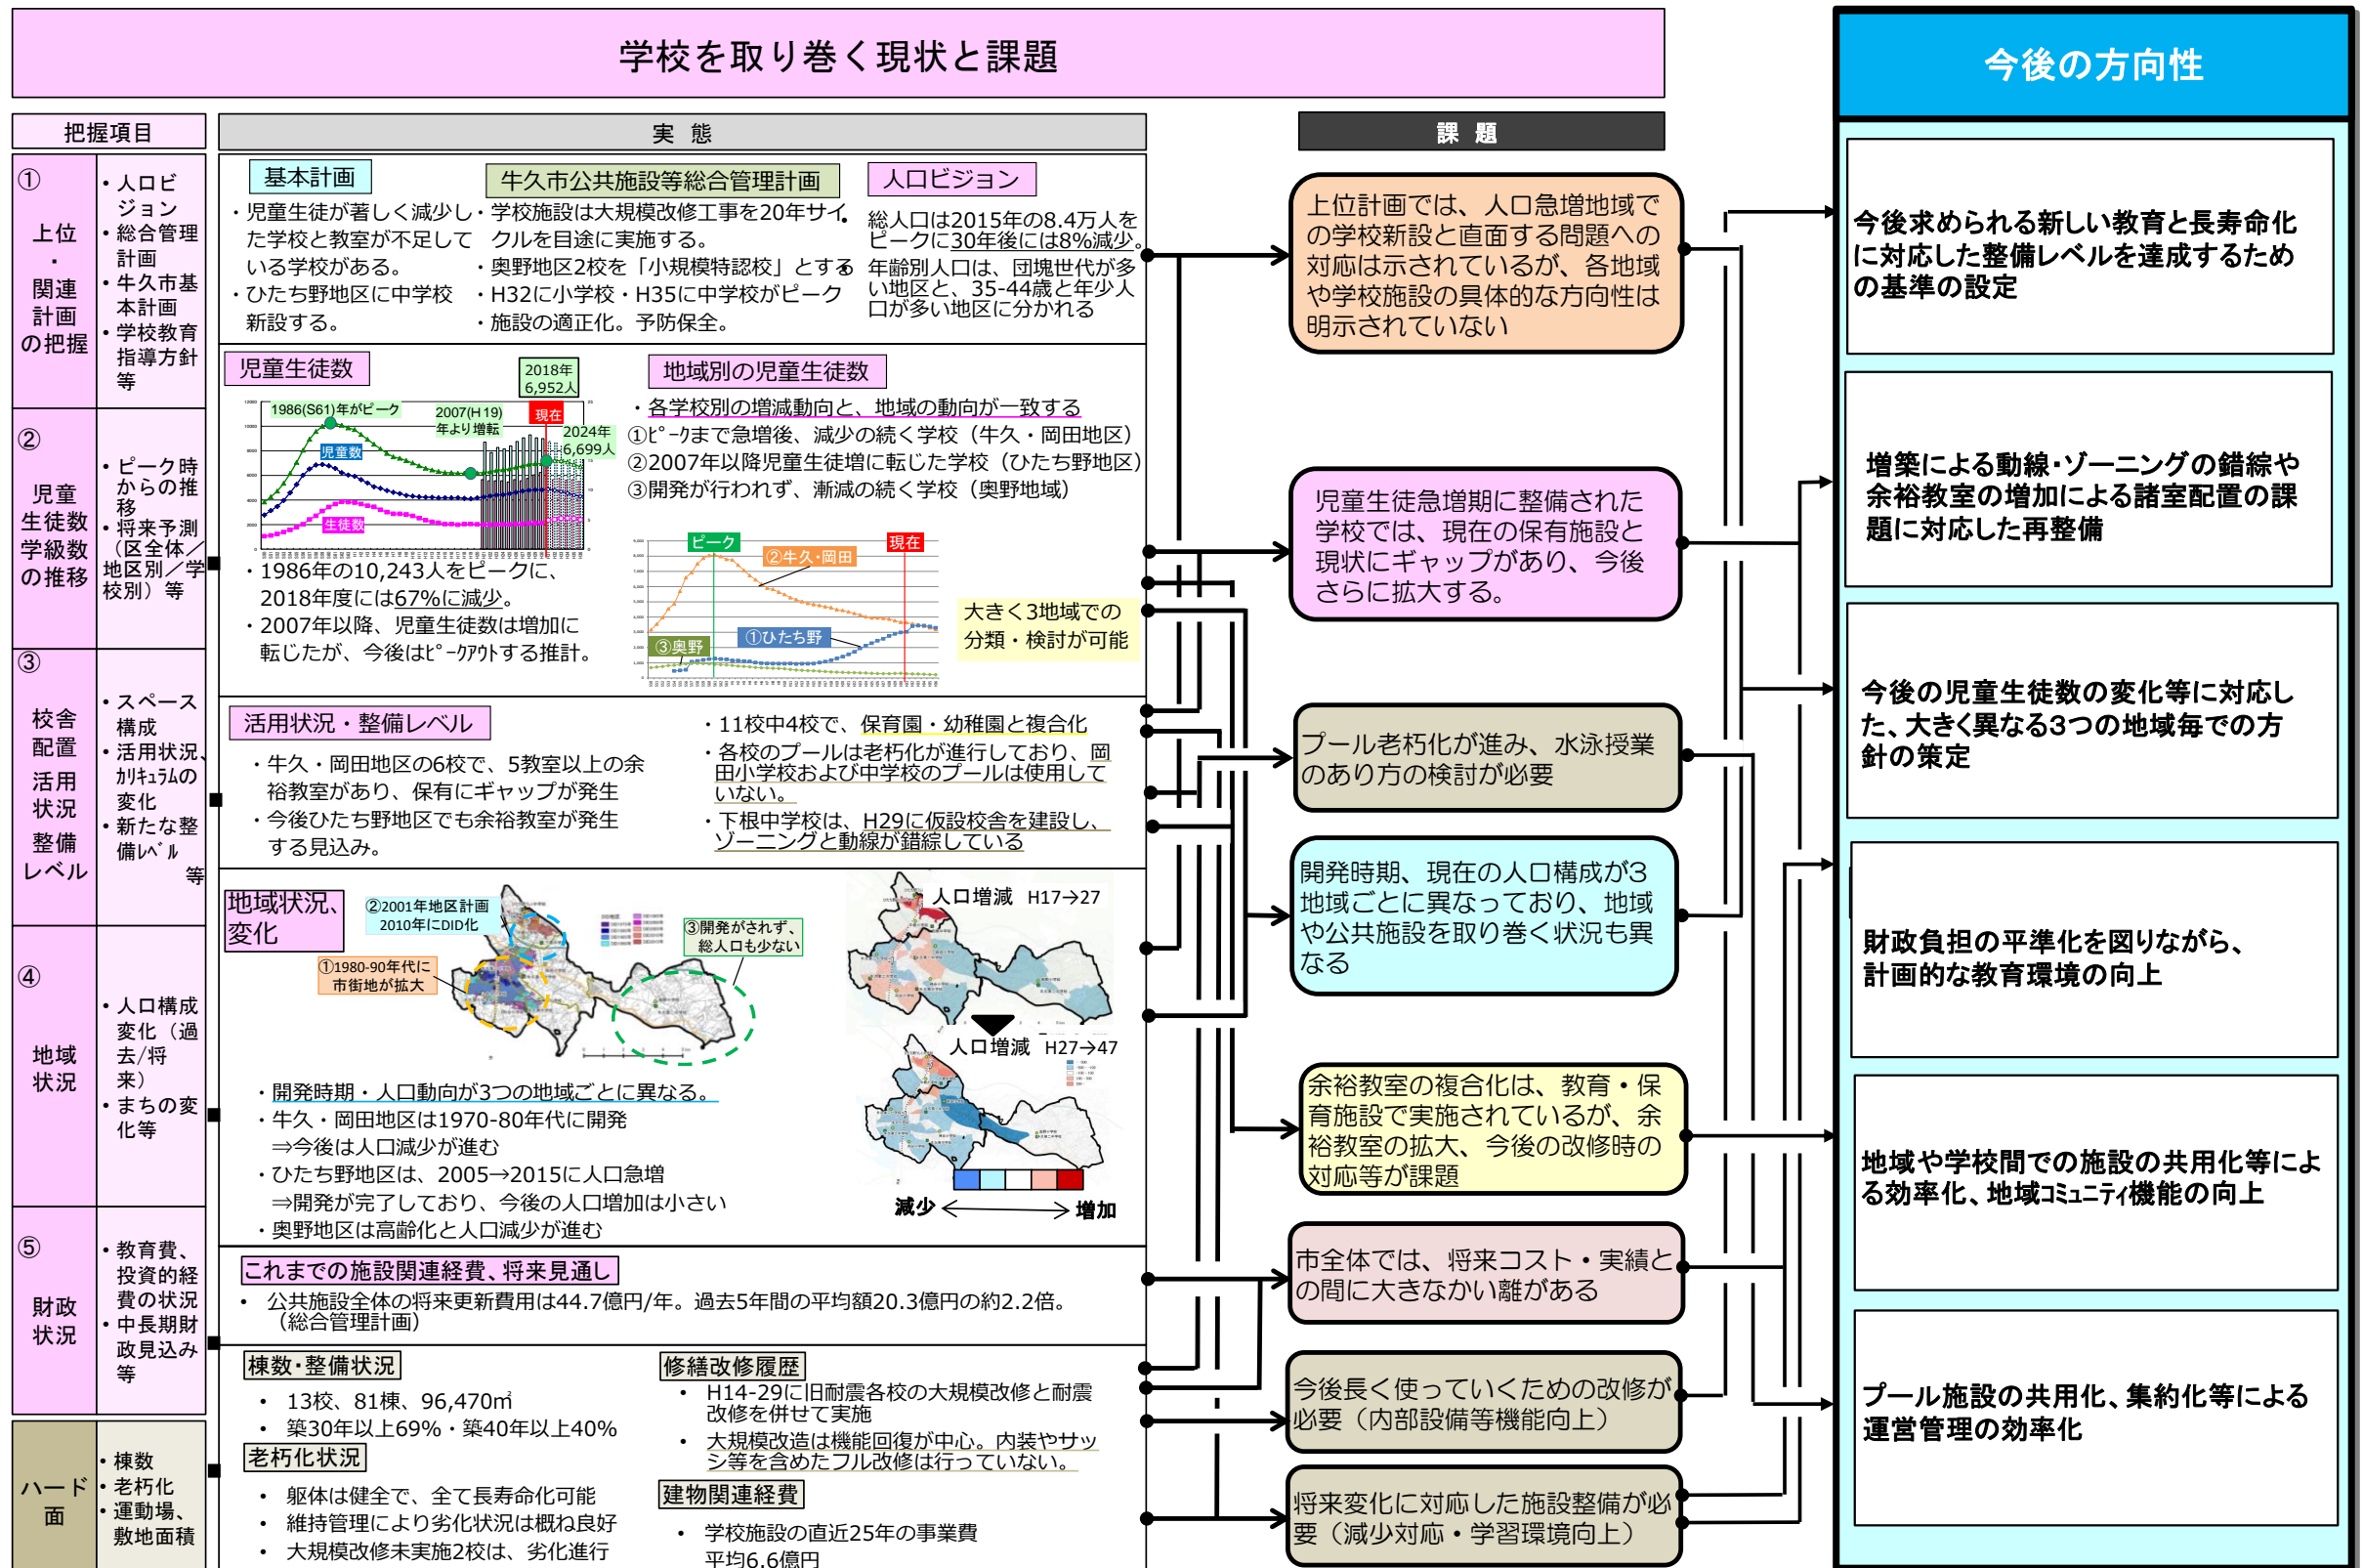 学校を取り巻く現状と課題
今後の方向性
把握項目
実 態
課 題
①
上位
・
関連
計画
の把握
・人口ビ
ジョン
・総合管理
計画
・牛久市基
本計画
・学校教育
指導方針
等
基本計画
・児童生徒が著しく減少し
た学校と教室が不足して
いる学校がある。
・ひたち野地区に中学校
新設する。
牛久市公共施設等総合管理計画
・学校施設は大規模改修工事を20年サイ
クルを目途に実施する。
・奥野地区2校を「小規模特認校」とする
・H32に小学校・H35に中学校がピーク
・施設の適正化。予防保全。
人口ビジョン
総人口は2015年の8.4万人を
ピークに30年後には8%減少。
年齢別人口は、団塊世代が多
い地区と、35-44歳と年少人
口が多い地区に分かれる
②
児童
生徒数
学級数
の推移
・ピーク時
からの推
移
・将来予測
（区全体／
地区別／学
校別）等
児童生徒数
2018年
6,952人
1986(S61)年がピーク
2007(H19)
年より増転
現在
2024年
6,699人
児童数
生徒数
・1986年の10,243人をピークに、
2018年度には67%に減少。
・2007年以降、児童生徒数は増加に
転じたが、今後はﾋﾟｰｸｱｳﾄする推計。
地域別の児童生徒数
・各学校別の増減動向と、地域の動向が一致する
①ﾋﾟｰｸまで急増後、減少の続く学校（牛久・岡田地区）
②2007年以降児童生徒増に転じた学校（ひたち野地区）
③開発が行われず、漸減の続く学校（奥野地域）
ピーク
②牛久・岡田
現在
①ひたち野
③奥野
大きく3地域での
分類・検討が可能
③
校舎
配置
活用
状況
整備
レベル
・スペース
構成
・活用状況、
ｶﾘｷｭﾗﾑの
変化
・新たな整
備ﾚﾍﾞﾙ
等
活用状況・整備レベル
・牛久・岡田地区の6校で、5教室以上の余
裕教室があり、保有にギャップが発生
・今後ひたち野地区でも余裕教室が発生
する見込み。
・11校中4校で、保育園・幼稚園と複合化
・各校のプールは老朽化が進行しており、岡
田小学校および中学校のプールは使用して
いない。
・下根中学校は、H29に仮設校舎を建設し、
ゾーニングと動線が錯綜している
④
地域
状況
・人口構成
変化（過
去/将
来）
・まちの変
化等
地域状況、
変化
②2001年地区計画
2010年にDID化
①1980-90年代に
市街地が拡大
③開発がされず、
総人口も少ない
人口増減 H17→27
人口増減 H27→47
減少
増加
・開発時期・人口動向が3つの地域ごとに異なる。
・牛久・岡田地区は1970-80年代に開発
⇒今後は人口減少が進む
・ひたち野地区は、2005→2015に人口急増
⇒開発が完了しており、今後の人口増加は小さい
・奥野地区は高齢化と人口減少が進む
⑤
財政
状況
・教育費、
投資的経
費の状況
・中長期財
政見込み
等
これまでの施設関連経費、将来見通し
• 公共施設全体の将来更新費用は44.7億円/年。過去5年間の平均額20.3億円の約2.2倍。
（総合管理計画）
ハード
面
・棟数
・老朽化
・運動場、
敷地面積
棟数・整備状況
• 13校、81棟、96,470㎡
• 築30年以上69%・築40年以上40%
老朽化状況
• 躯体は健全で、全て長寿命化可能
• 維持管理により劣化状況は概ね良好
• 大規模改修未実施2校は、劣化進行
修繕改修履歴
• H14-29に旧耐震各校の大規模改修と耐震
改修を併せて実施
• 大規模改造は機能回復が中心。内装やサッ
シ等を含めたフル改修は行っていない。
建物関連経費
• 学校施設の直近25年の事業費
平均6.6億円
上位計画では、人口急増地域で
の学校新設と直面する問題への
対応は示されているが、各地域
や学校施設の具体的な方向性は
明示されていない
児童生徒急増期に整備された
学校では、現在の保有施設と
現状にギャップがあり、今後
さらに拡大する。
プール老朽化が進み、水泳授業
のあり方の検討が必要
開発時期、現在の人口構成が3
地域ごとに異なっており、地域
や公共施設を取り巻く状況も異
なる
余裕教室の複合化は、教育・保
育施設で実施されているが、余
裕教室の拡大、今後の改修時の
対応等が課題
市全体では、将来コスト・実績と
の間に大きなかい離がある
今後長く使っていくための改修が
必要（内部設備等機能向上）
将来変化に対応した施設整備が必
要（減少対応・学習環境向上）
今後求められる新しい教育と長寿命化
に対応した整備レベルを達成するため
の基準の設定
増築による動線・ゾーニングの錯綜や
余裕教室の増加による諸室配置の課
題に対応した再整備
今後の児童生徒数の変化等に対応し
た、大きく異なる3つの地域毎での方
針の策定
財政負担の平準化を図りながら、
計画的な教育環境の向上
地域や学校間での施設の共用化等によ
る効率化、地域ｺﾐｭﾆﾃｨ機能の向上
プール施設の共用化、集約化等による
運営管理の効率化